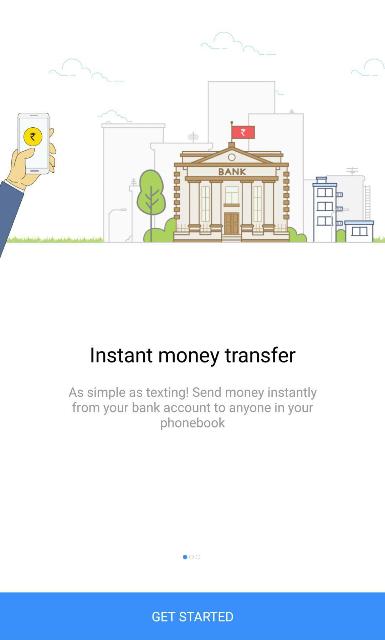 ₹
₹
BANK
Instant money transfer
As simple as texting! Send money instantly
from your bank account to anyone in your
phonebook
GET STARTED